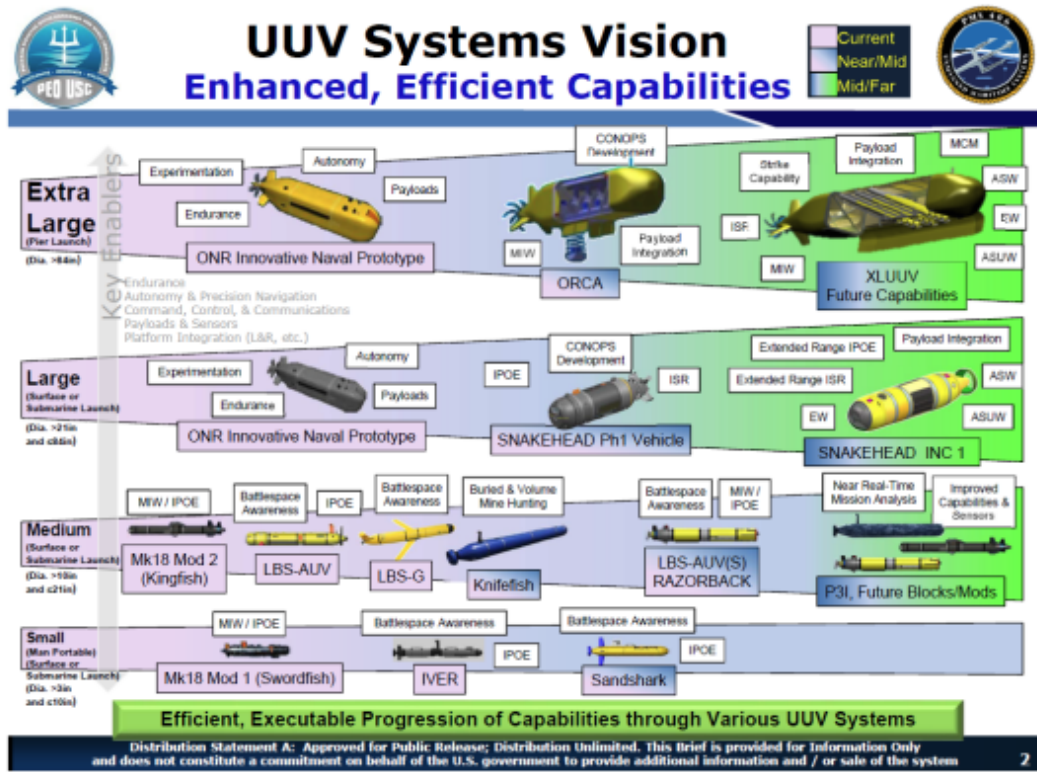 UUV Systems Vision
Enhanced, Efficient Capabilities
Current
Near/Mid
Mid/Far
PEO USC
PMS 406
Key Enablers
Endurance
Autonomy & Precision Navigation
Command, Control, & Communications
Payloads & Sensors
Platform Integration (L&R, etc.)
Extra
Large
(Pier Launch)
(Dia. >84in)
Experimentation
Autonomy
Payloads
Endurance
ONR Innovative Naval Prototype
CONOPS
Development
MIW
Payload
Integration
ORCA
Strike
Capability
Payload
Integration
MCM
ASW
EW
ASUW
ISR
MIW
XLUUV
Future Capabilities
Large
(Surface or
Submarine Launch)
(Dia. >21in
and <84in)
Experimentation
Autonomy
Payloads
Endurance
ONR Innovative Naval Prototype
IPOE
CONOPS
Development
ISR
SNAKEHEAD Ph1 Vehicle
Extended Range IPOE
Payload Integration
Extended Range ISR
ASW
EW
ASUW
SNAKEHEAD INC 1
Medium
(Surface or
Submarine Launch)
(Dia. >10in
and <21in)
MIW / IPOE
Mk18 Mod 2
(Kingfish)
Battlespace
Awareness
IPOE
LBS-AUV
Battlespace
Awareness
LBS-G
Buried & Volume
Mine Hunting
Knifefish
Battlespace
Awareness
MIW /
IPOE
LBS-AUV(S)
RAZORBACK
Near Real-Time
Mission Analysis
Improved
Capabilities &
Sensors
P3I, Future Blocks/Mods
Small
(Man Portable)
(Surface or
Submarine Launch)
(Dia. >3in
and <10in)
MIW / IPOE
Mk18 Mod 1 (Swordfish)
Battlespace Awareness
IPOE
IVER
Battlespace Awareness
IPOE
Sandshark
Efficient, Executable Progression of Capabilities through Various UUV Systems
Distribution Statement A: Approved for Public Release; Distribution Unlimited. This Brief is provided for Information Only
and does not constitute a commitment on behalf of the U.S. government to provide additional information and / or sale of the system
2